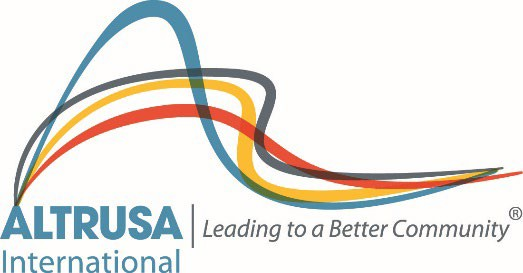 ALTRUSA
International
Leading to a Better Community®